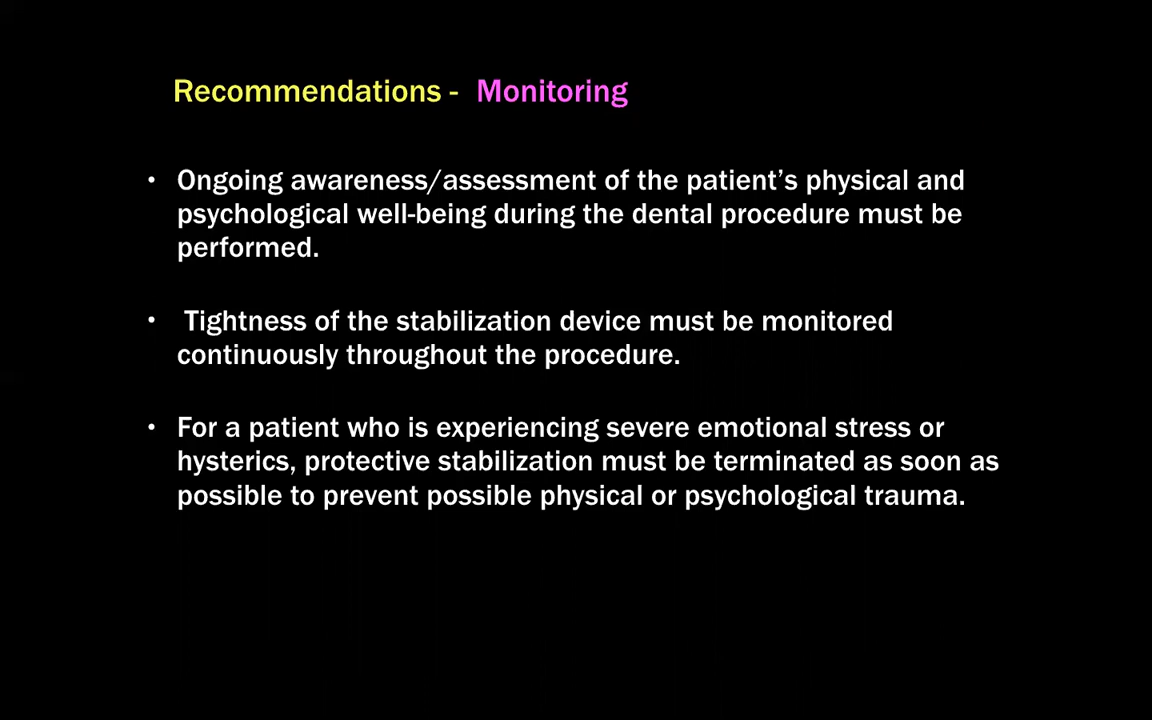 Recommendations - Monitoring
• Ongoing awareness/assessment of the patient’s physical and
psychological well-being during the dental procedure must be
performed.
• Tightness of the stabilization device must be monitored
continuously throughout the procedure.
• For a patient who is experiencing severe emotional stress or
hysterics, protective stabilization must be terminated as soon as
possible to prevent possible physical or psychological trauma.